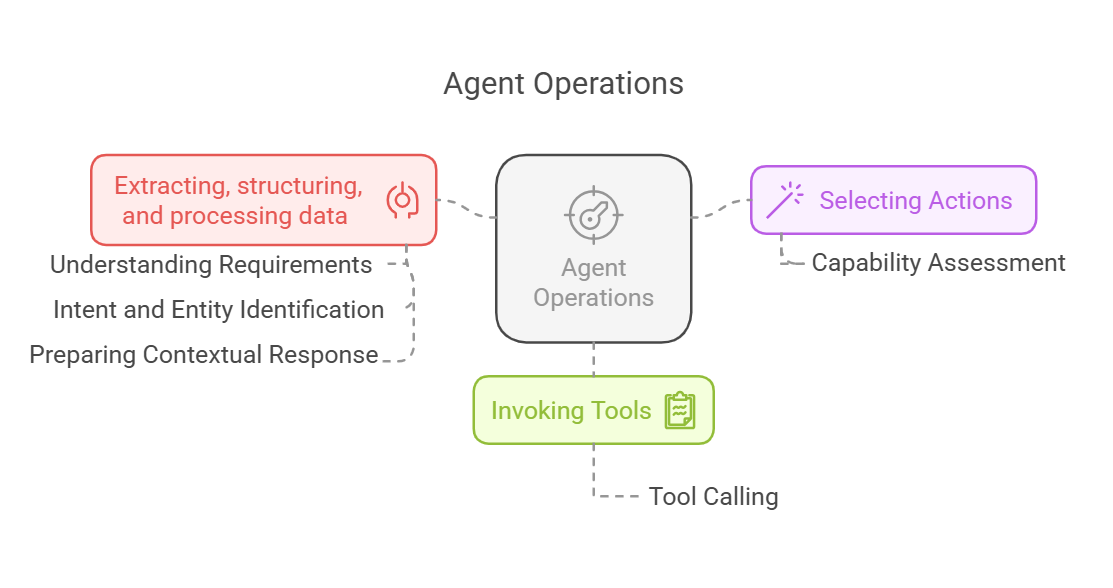 Agent Operations
Extracting, structuring,
and processing data
Understanding Requirements
Intent and Entity Identification
Preparing Contextual Response
Agent
Operations
Selecting Actions
Capability Assessment
Invoking Tools
Tool Calling